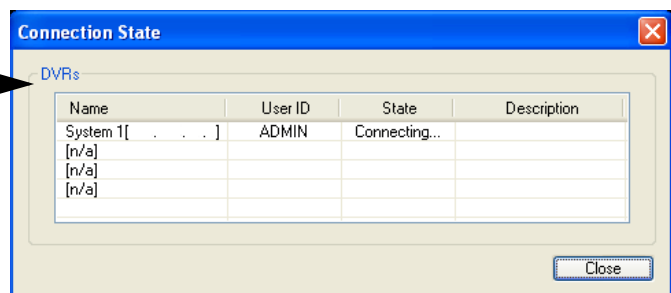 Connection State
DVRs
Name User ID State Description
System 1[ . . . ] ADMIN Connecting...
[n/a]
[n/a]
[n/a]
Close